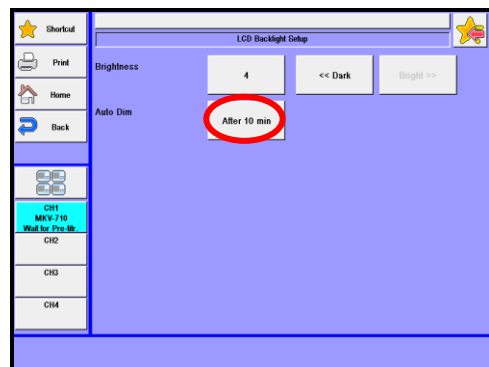 Shortcut
LCD Backlight Setup
Print
Brightness
4
<< Dark
Bright >>
Home
Auto Dim
After 10 min
Back
CH1
MKV-710
Wait for Pre-titr.
CH2
CH3
CH4